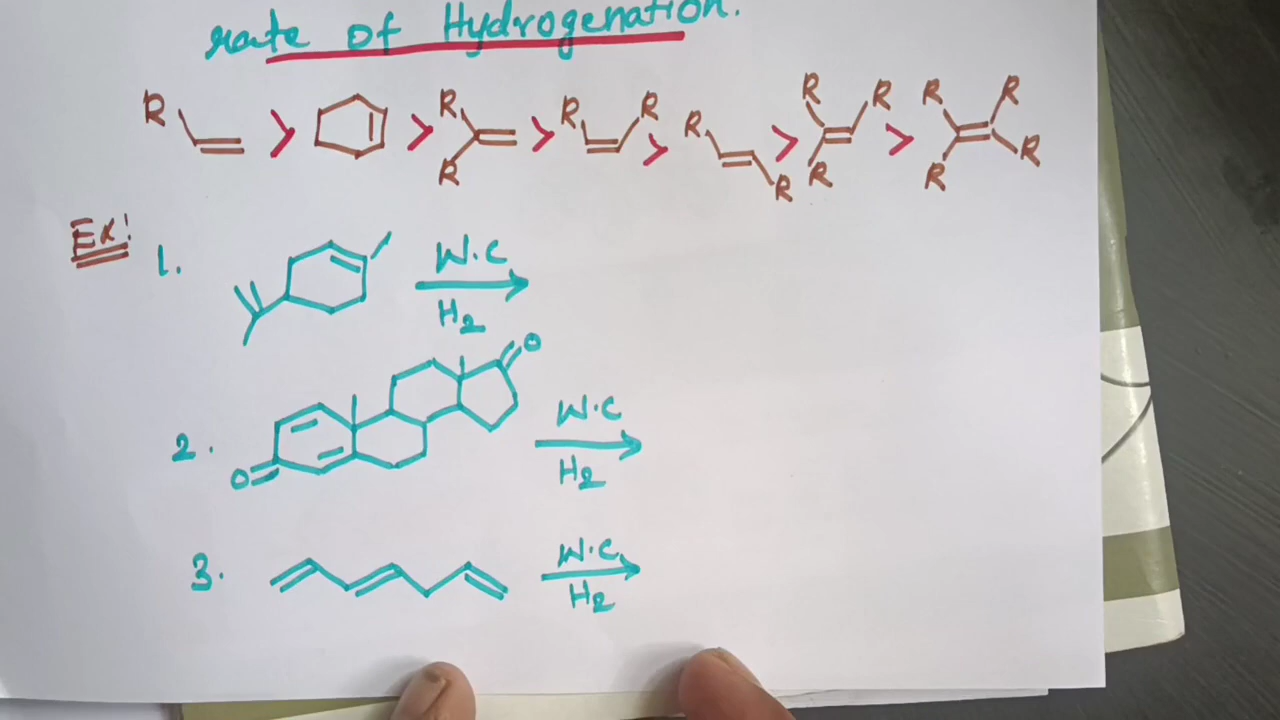 rate of Hydrogenation.
R > > R R > R R > R R > R R R > R R R R
Ex!
1. W.C H2
2. O O W.C H2
3. W.C H2